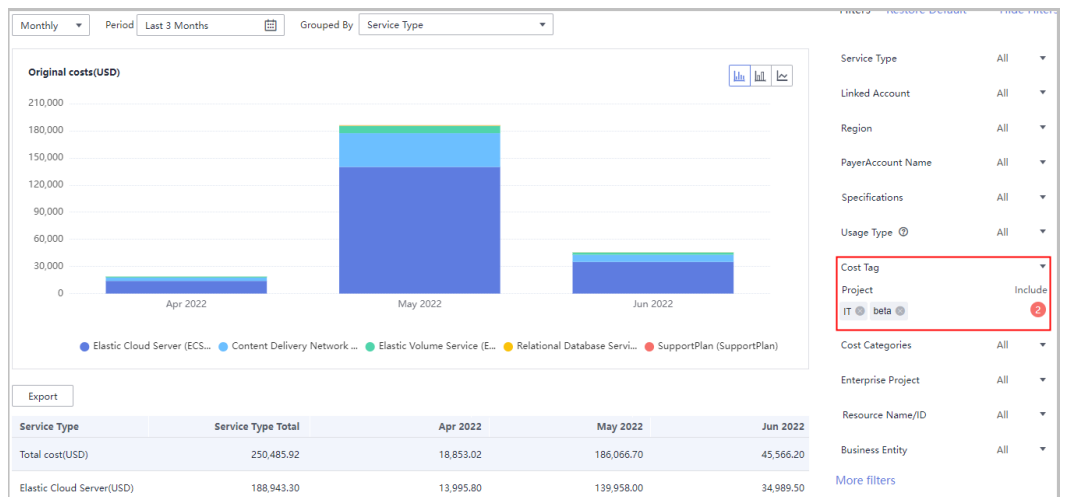 Filters Restore Default Hide Filters
Monthly Period Last 3 Months Grouped By Service Type
Original costs(USD)
210,000
180,000
150,000
120,000
90,000
60,000
30,000
0
Apr 2022 May 2022 Jun 2022
Elastic Cloud Server (ECS... Content Delivery Network ... Elastic Volume Service (E... Relational Database Servi... SupportPlan (SupportPlan)
Export
Service Type Service Type Total Apr 2022 May 2022 Jun 2022
Total cost(USD) 250,485.92 18,853.02 186,066.70 45,566.20
Elastic Cloud Server(USD) 188,943.30 13,995.80 139,958.00 34,989.50
Service Type All
Linked Account All
Region All
PayerAccount Name All
Specifications All
Usage Type All
Cost Tag
Project Include
IT beta 2
Cost Categories All
Enterprise Project All
Resource Name/ID All
Business Entity All
More filters